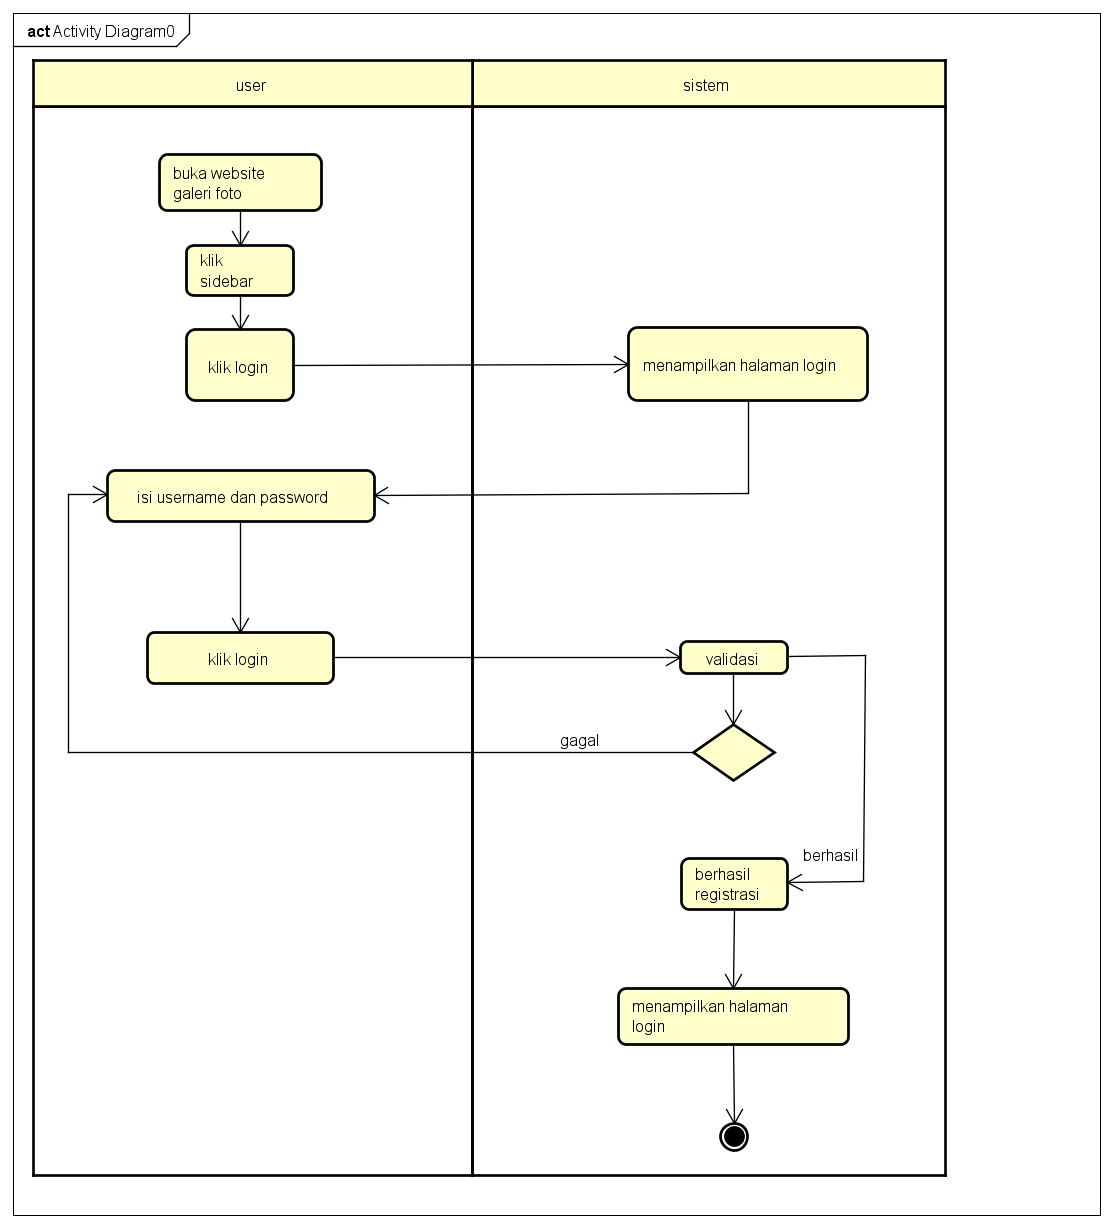 act Activity Diagram0
user
sistem
buka website
galeri foto
klik
sidebar
klik login
menampilkan halaman login
isi username dan password
klik login
validasi
gagal
berhasil
berhasil
registrasi
menampilkan halaman
login